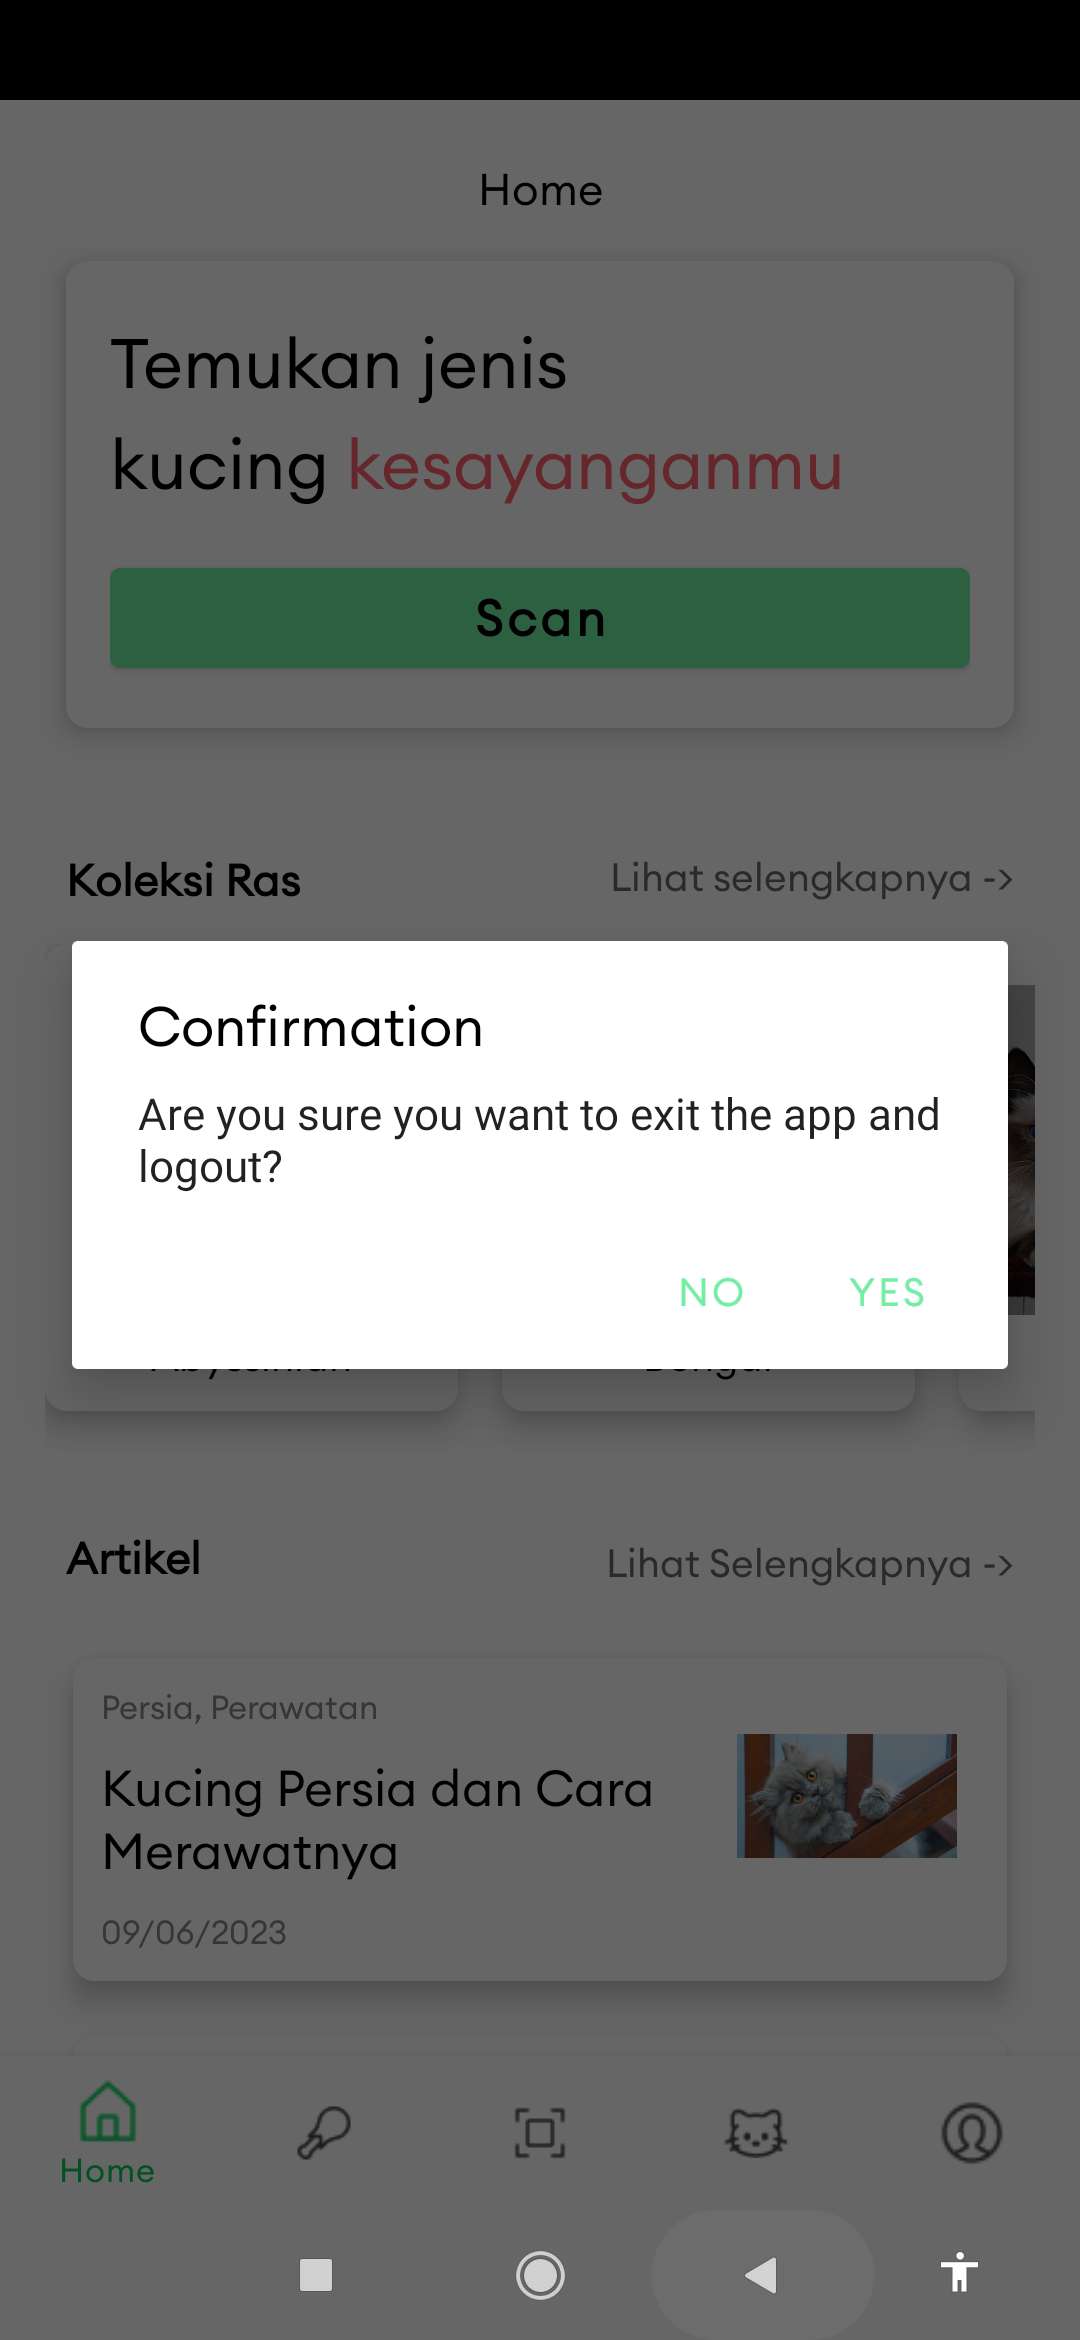 Home
Temukan jenis
kucing kesayanganmu
Scan
Koleksi Ras
Lihat selengkapnya ->
Confirmation
Are you sure you want to exit the app and
logout?
NO
YES
Artikel
Lihat Selengkapnya ->
Persia, Perawatan
Kucing Persia dan Cara
Merawatnya
09/06/2023
Home